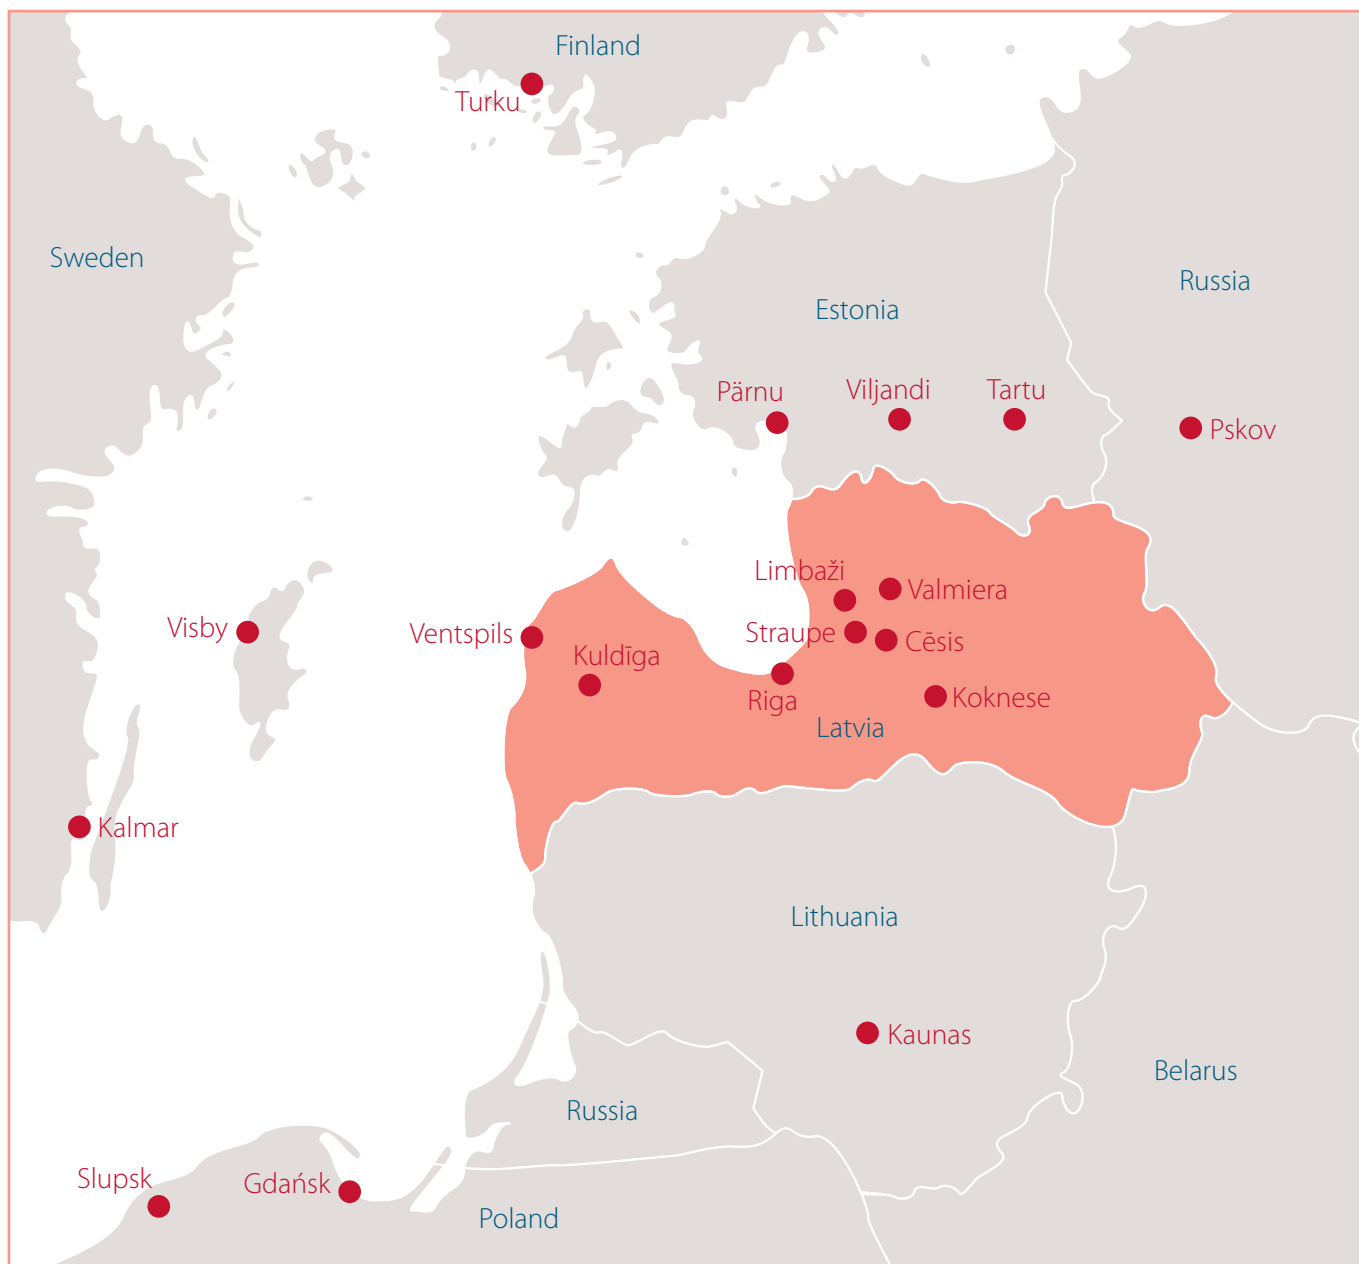 Finland
Turku
Sweden
Russia
Estonia
Pärnu
Viljandi
Tartu
Pskov
Limbaži
Valmiera
Visby
Ventspils
Straupe
Cēsis
Kuldīga
Riga
Koknese
Latvia
Kalmar
Lithuania
Kaunas
Belarus
Russia
Slupsk
Gdańsk
Poland